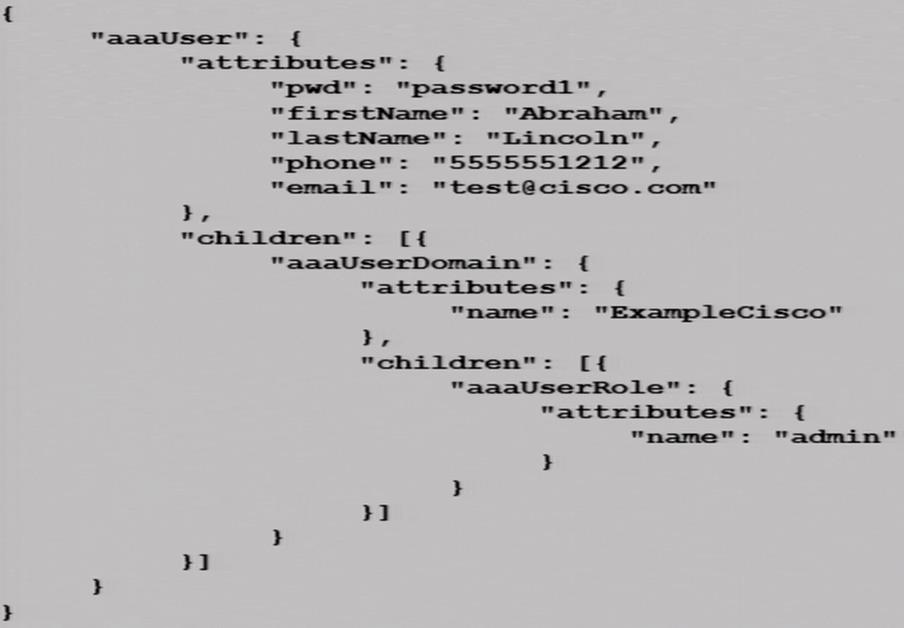 {
"aaaUser": {
"attributes": {
"pwd": "password1",
"firstName": "Abraham",
"lastName": "Lincoln",
"phone": "5555551212",
"email": "test@cisco.com"
},
"children": [{
"aaaUserDomain": {
"attributes": {
"name": "ExampleCisco"
},
"children": [{
"aaaUserRole": {
"attributes": {
"name": "admin"
}
}
}]
}
}]
}
}